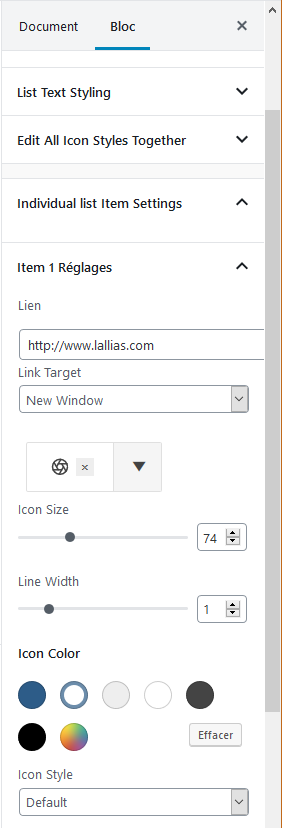 Document
Bloc
×
List Text Styling
Edit All Icon Styles Together
Individual list Item Settings
Item 1 Réglages
Lien
http://www.lallias.com
Link Target
New Window
×
Icon Size
74
Line Width
1
Icon Color
Effacer
Icon Style
Default